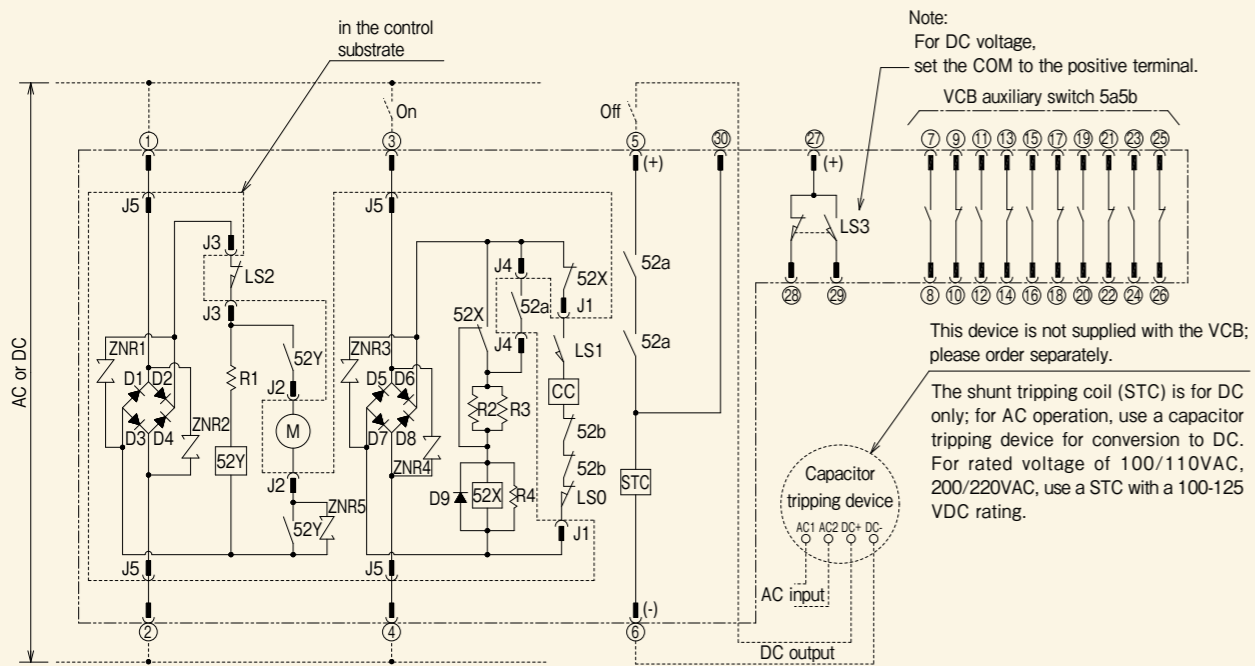 in the control
substrate
Note:
For DC voltage,
set the COM to the positive terminal.
VCB auxiliary switch 5a5b
On
Off
① ③ ⑤ ㉚ ㉗ ⑦ ⑨ ⑪ ⑬ ⑮ ⑰ ⑲ ㉑ ㉓ ㉕
(+) (+)
J5 J5
J3 LS3
LS2 J4 52X 52a
J3 52a J1
52X
㉘ ㉙ ⑧ ⑩ ⑫ ⑭ ⑯ ⑱ ⑳ ㉒ ㉔ ㉖
AC or DC
ZNR1 52Y ZNR3 J4 LS1 52a
D1 D2 R1 J2 D5 D6
ZNR2 R2 R3 CC
D3 D4 M D7 D8 52b
52Y ZNR4 52b
J2 D9 52X R4 LS0 STC
52Y ZNR5 J1
J5 J5
② ④ ⑥
(-)
This device is not supplied with the VCB;
please order separately.
The shunt tripping coil (STC) is for DC
only; for AC operation, use a capacitor
tripping device for conversion to DC.
For rated voltage of 100/110VAC,
200/220VAC, use a STC with a 100-125
VDC rating.
Capacitor
tripping device
AC1 AC2 DC+ DC-
AC input
DC output